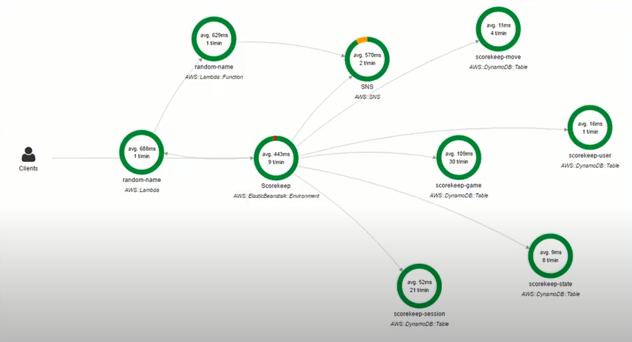 avg. 629ms
1 t/min
random-name
AWS::Lambda::Function
avg. 579ms
2 t/min
SNS
AWS::SNS
avg. 11ms
4 t/min
scorekeep-move
AWS::DynamoDB::Table
avg. 16ms
1 t/min
scorekeep-user
AWS::DynamoDB::Table
Clients
avg. 688ms
1 t/min
random-name
AWS::Lambda
avg. 443ms
9 t/min
Scorekeep
AWS::ElasticBeanstalk::Environment
avg. 109ms
30 t/min
scorekeep-game
AWS::DynamoDB::Table
avg. 9ms
8 t/min
scorekeep-state
AWS::DynamoDB::Table
avg. 52ms
21 t/min
scorekeep-session
AWS::DynamoDB::Table